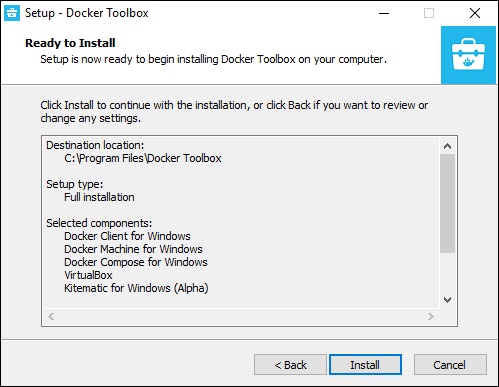 Setup - Docker Toolbox
Ready to Install
Setup is now ready to begin installing Docker Toolbox on your computer.
Click Install to continue with the installation, or click Back if you want to review or
change any settings.
Destination location:
C:\Program Files\Docker Toolbox
Setup type:
Full installation
Selected components:
Docker Client for Windows
Docker Machine for Windows
Docker Compose for Windows
VirtualBox
Kitematic for Windows (Alpha)
< Back
Install
Cancel